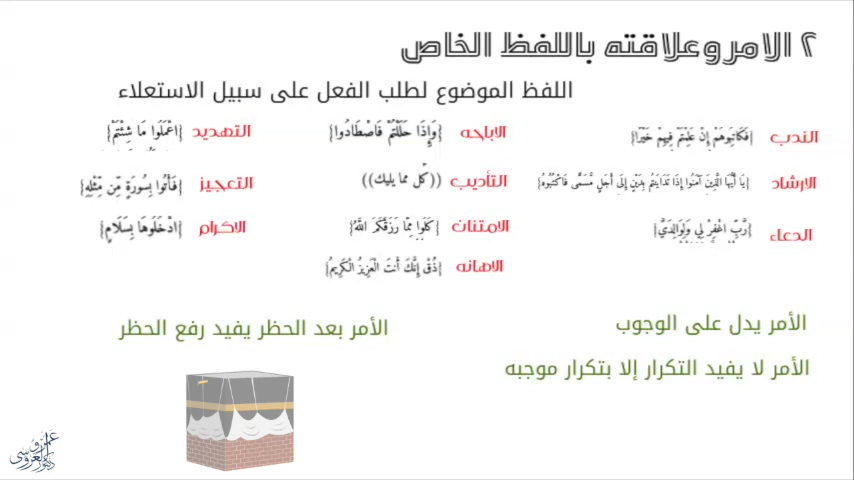 ٢ الامر وعلاقته باللفظ الخاص
اللفظ الموضوع لطلب الفعل على سبيل الاستعلاء
الندب {فَكَاتِبُوهُمْ إِنْ عَلِمْتُمْ فِيهِمْ خَيْرًا}
الارشاد {يَا أَيُّهَا الَّذِينَ آمَنُوا إِذَا تَدَايَنتُم بِدَيْنٍ إِلَى أَجَلٍ مُّسَمًّى فَاكْتُبُوهُ}
الدعاء {رَّبِّ اغْفِرْ لِي وَلِوَالِدَيَّ}
الاباحه {وَإِذَا حَلَلْتُمْ فَاصْطَادُوا}
التأديب ((كل مما يليك))
الامتنان {كُلُوا مِمَّا رَزَقَكُمُ اللَّهُ}
الاهانه {ذُقْ إِنَّكَ أَنتَ الْعَزِيزُ الْكَرِيمُ}
التهديد {اعْمَلُوا مَا شِئْتُمْ}
التعجيز {فَأْتُوا بِسُورَةٍ مِّن مِّثْلِهِ}
الاكرام {ادْخُلُوهَا بِسَلَامٍ}
الأمر يدل على الوجوب
الأمر بعد الحظر يفيد رفع الحظر
الأمر لا يفيد التكرار إلا بتكرار موجبه